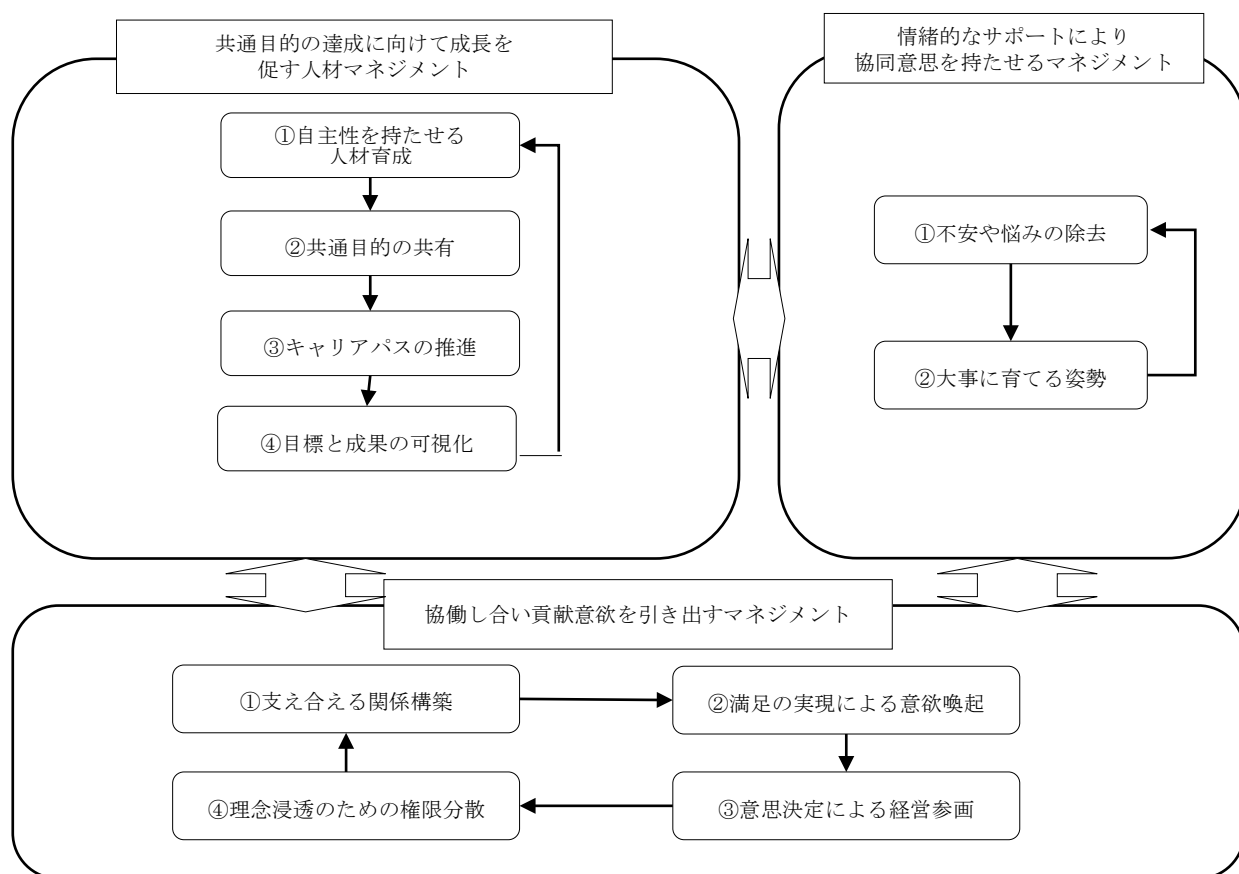 共通目的の達成に向けて成長を
促す人材マネジメント
①自主性を持たせる
人材育成
②共通目的の共有
③キャリアパスの推進
④目標と成果の可視化
情緒的なサポートにより
協同意思を持たせるマネジメント
①不安や悩みの除去
②大事に育てる姿勢
協働し合い貢献意欲を引き出すマネジメント
①支え合える関係構築
②満足の実現による意欲喚起
④理念浸透のための権限分散
③意思決定による経営参画